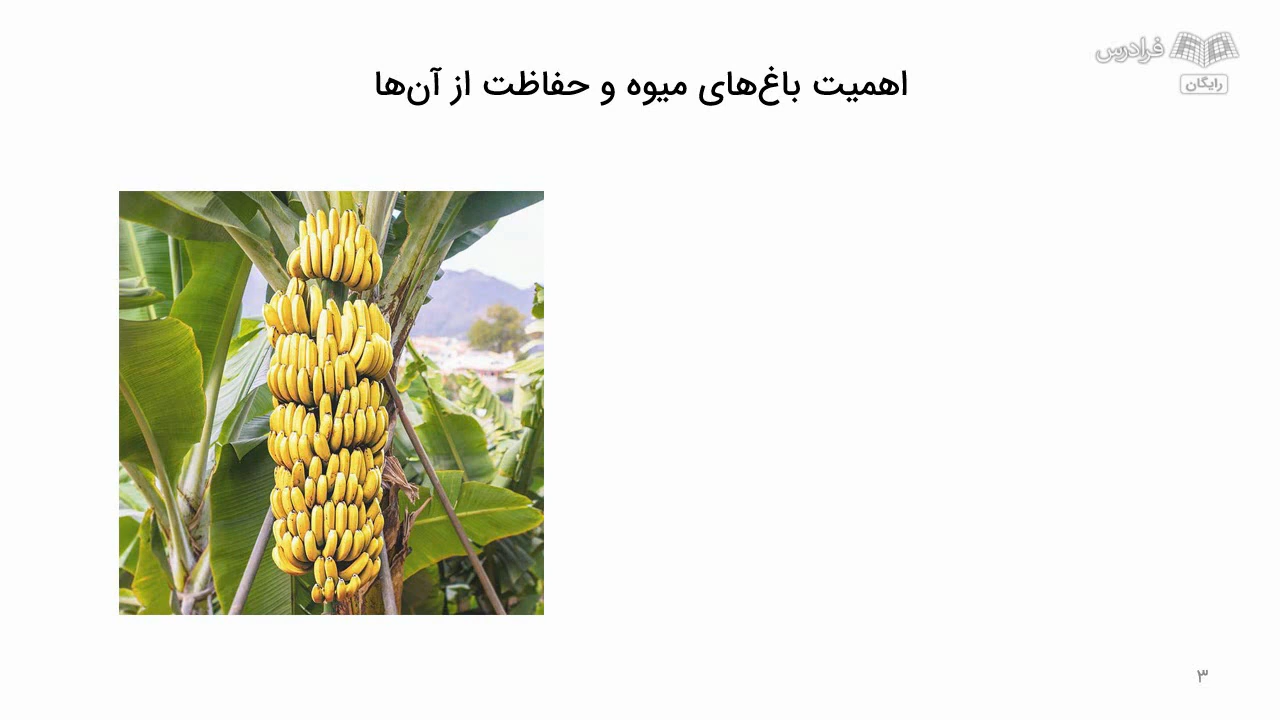 فرادرس
رایگان
اهمیت باغ‌های میوه و حفاظت از آن‌ها
۳